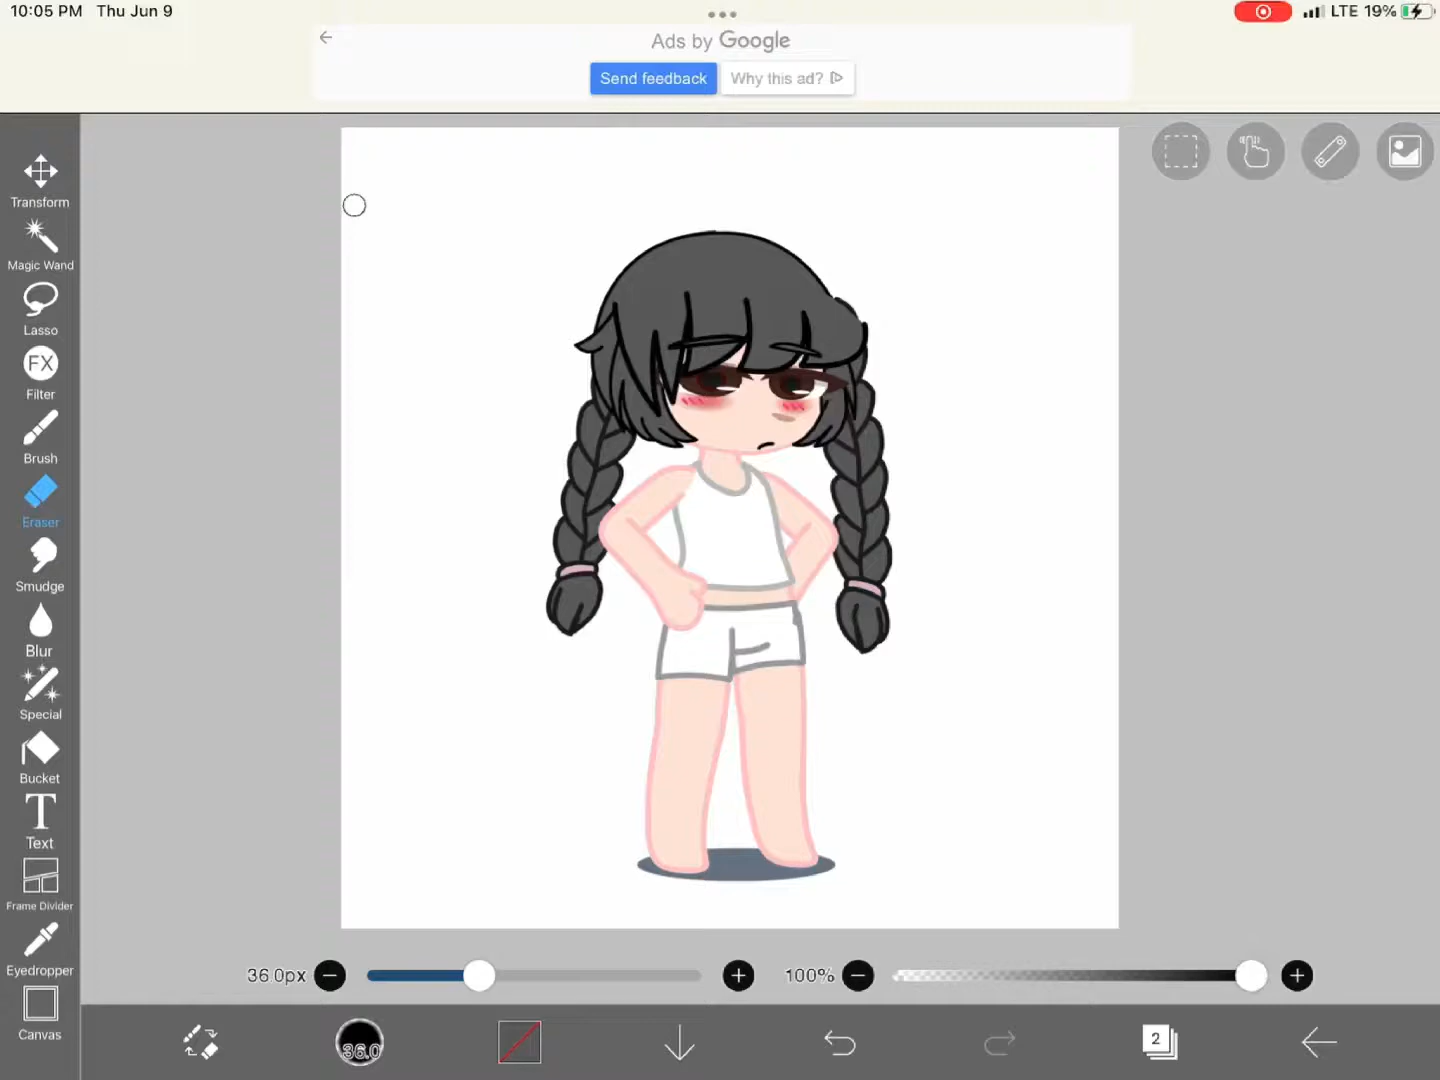 10:05 PM Thu Jun 9
LTE 19%
Ads by Google
Send feedback
Why this ad?
Transform
Magic Wand
Lasso
FX
Filter
Brush
Eraser
Smudge
Blur
Special
Bucket
T
Text
Frame Divider
Eyedropper
Canvas
36.0px
100%
36.0
2